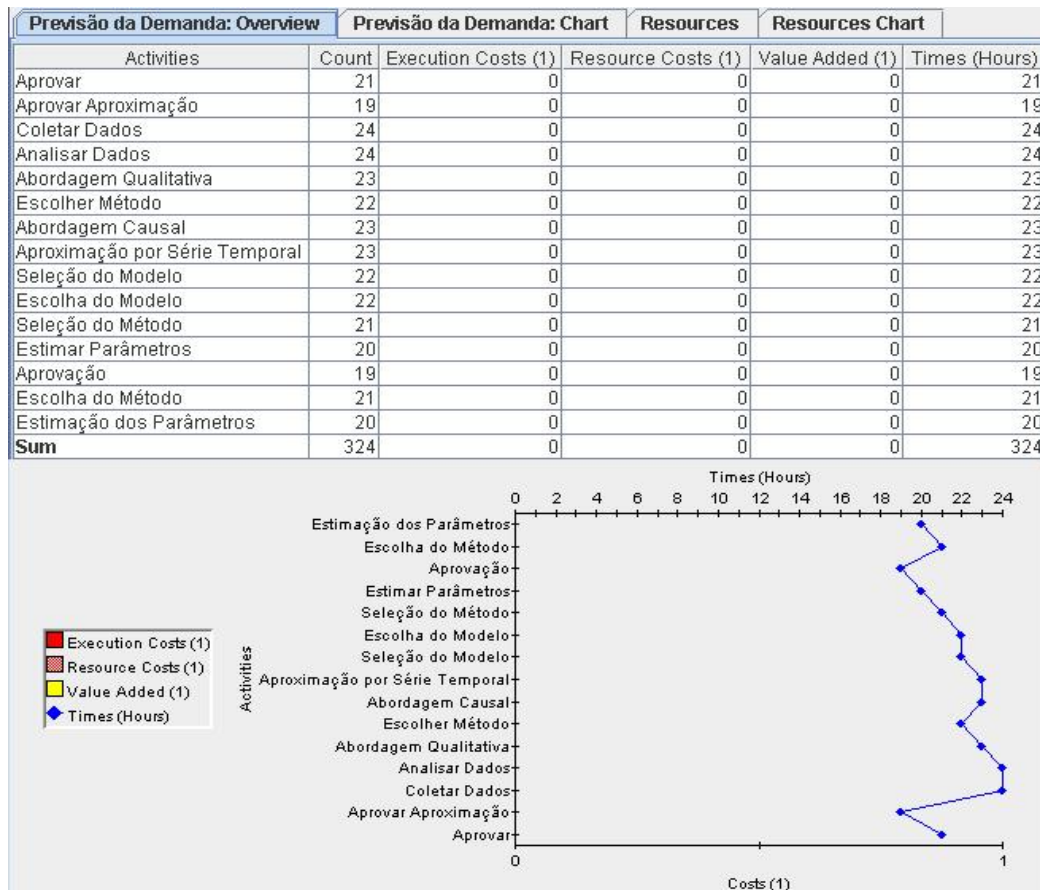 Previsão da Demanda: Overview Previsão da Demanda: Chart Resources Resources Chart
Activities Count Execution Costs (1) Resource Costs (1) Value Added (1) Times (Hours)
Aprovar 21 0 0 0 21
Aprovar Aproximação 19 0 0 0 19
Coletar Dados 24 0 0 0 24
Analisar Dados 24 0 0 0 24
Abordagem Qualitativa 23 0 0 0 23
Escolher Método 22 0 0 0 22
Abordagem Causal 23 0 0 0 23
Aproximação por Série Temporal 23 0 0 0 23
Seleção do Modelo 22 0 0 0 22
Escolha do Modelo 22 0 0 0 22
Seleção do Método 21 0 0 0 21
Estimar Parâmetros 20 0 0 0 20
Aprovação 19 0 0 0 19
Escolha do Método 21 0 0 0 21
Estimação dos Parâmetros 20 0 0 0 20
Sum 324 0 0 0 324
Times (Hours)
0 2 4 6 8 10 12 14 16 18 20 22 24
Estimação dos Parâmetros
Escolha do Método
Aprovação
Estimar Parâmetros
Seleção do Método
Escolha do Modelo
Seleção do Modelo
Aproximação por Série Temporal
Abordagem Causal
Escolher Método
Abordagem Qualitativa
Analisar Dados
Coletar Dados
Aprovar Aproximação
Aprovar
Activities
Execution Costs (1)
Resource Costs (1)
Value Added (1)
Times (Hours)
0 1
Costs (1)